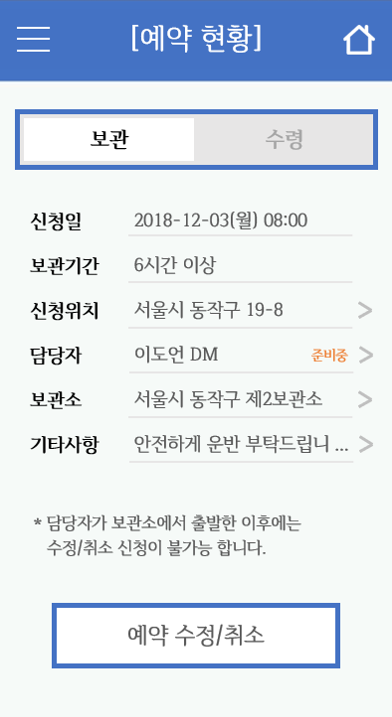 [예약 현황]
보관 수령
신청일 2018-12-03(월) 08:00
보관기간 6시간 이상
신청위치 서울시 동작구 19-8
담당자 이도언 DM 준비중
보관소 서울시 동작구 제2보관소
기타사항 안전하게 운반 부탁드립니 ...
* 담당자가 보관소에서 출발한 이후에는
수정/취소 신청이 불가능 합니다.
예약 수정/취소